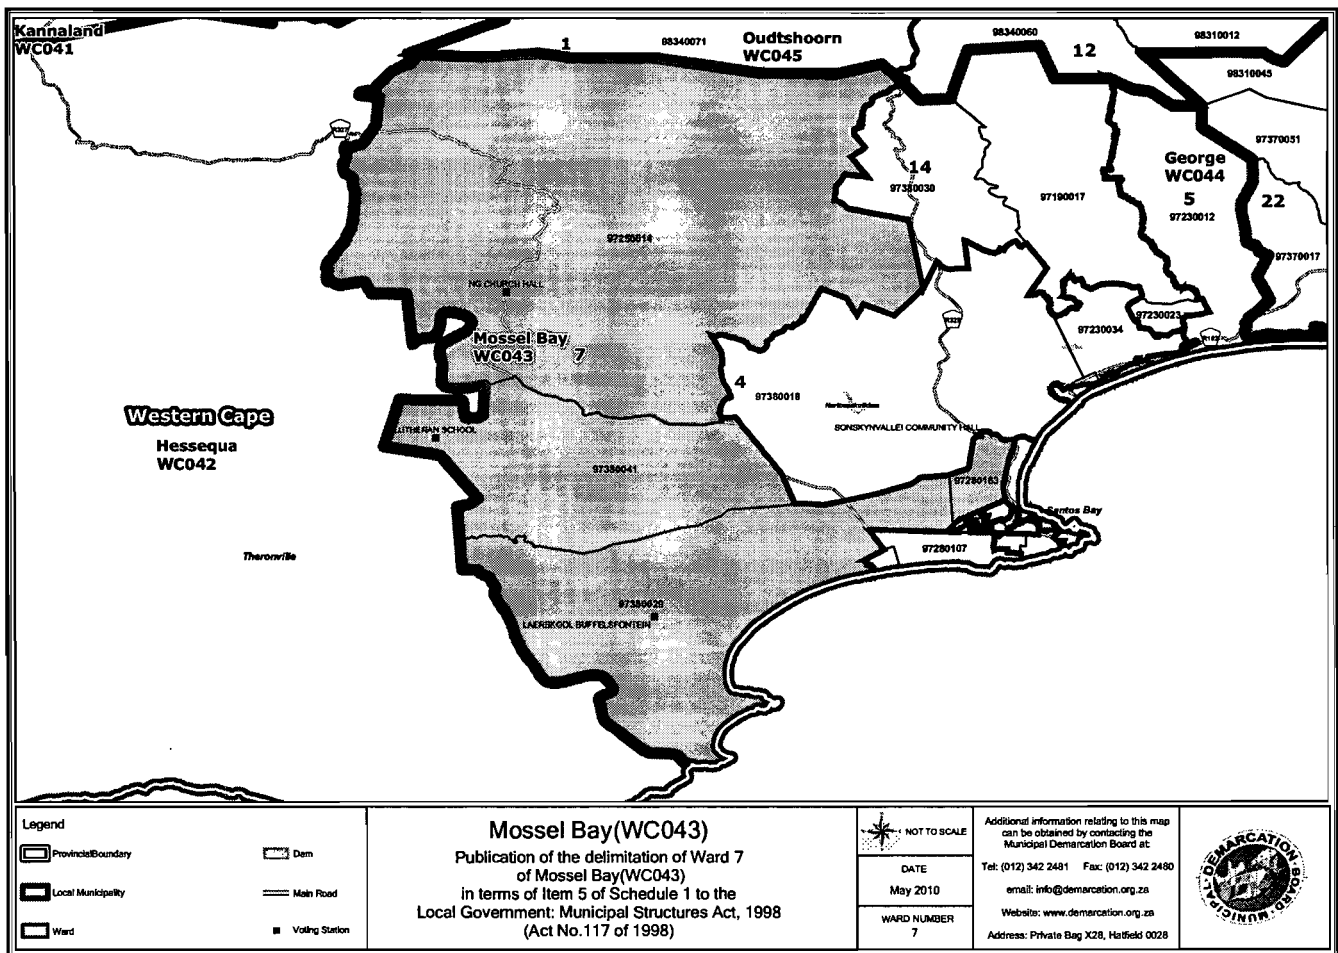 Kannaland
WC041
1
98340071
Oudtshoorn
WC045
98340060
12
98310012
98310045
97370051
George
WC044
5
97230012
22
97370017
14
97380030
97190017
97250014
NG CHURCH HALL
R327
R328
97230023
97230034
R102
Mossel Bay
WC043
7
4
97380018
SONSKYNVALLEI COMMUNITY HALL
Western Cape
Hessequa
WC042
LUTHERAN SCHOOL
97380041
97280163
Santos Bay
97280107
Theronville
97380020
LAERSKOOL BUFFELSFONTEIN
Legend
Provincial Boundary
Dam
Local Municipality
Main Road
Ward
Voting Station
Mossel Bay(WC043)
Publication of the delimitation of Ward 7
of Mossel Bay(WC043)
in terms of Item 5 of Schedule 1 to the
Local Government: Municipal Structures Act, 1998
(Act No.117 of 1998)
NOT TO SCALE
DATE
May 2010
WARD NUMBER
7
Additional information relating to this map
can be obtained by contacting the
Municipal Demarcation Board at:
Tel: (012) 342 2481 Fax: (012) 342 2480
email: info@demarcation.org.za
Website: www.demarcation.org.za
Address: Private Bag X28, Hatfield 0028
MUNICIPAL DEMARCATION BOARD